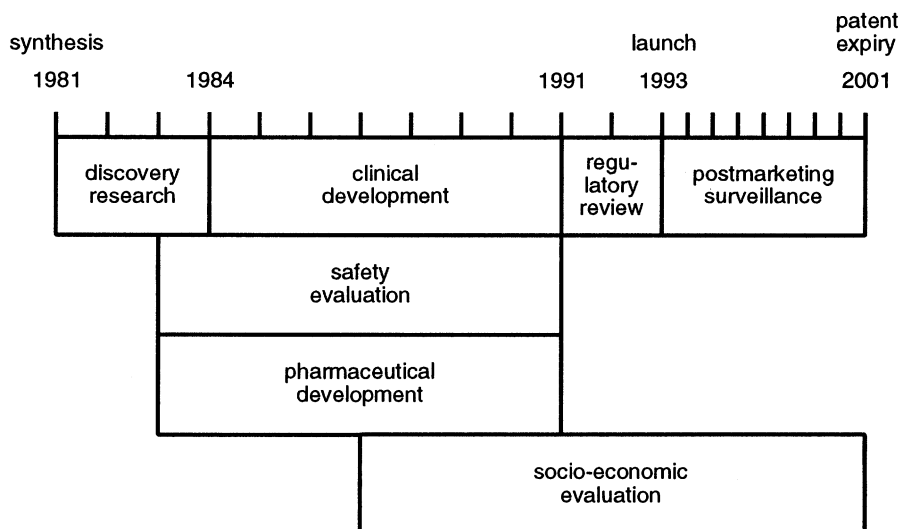 synthesis
launch
patent
expiry
1981
1984
1991
1993
2001
discovery
research
clinical
development
regu-
latory
review
postmarketing
surveillance
safety
evaluation
pharmaceutical
development
socio-economic
evaluation